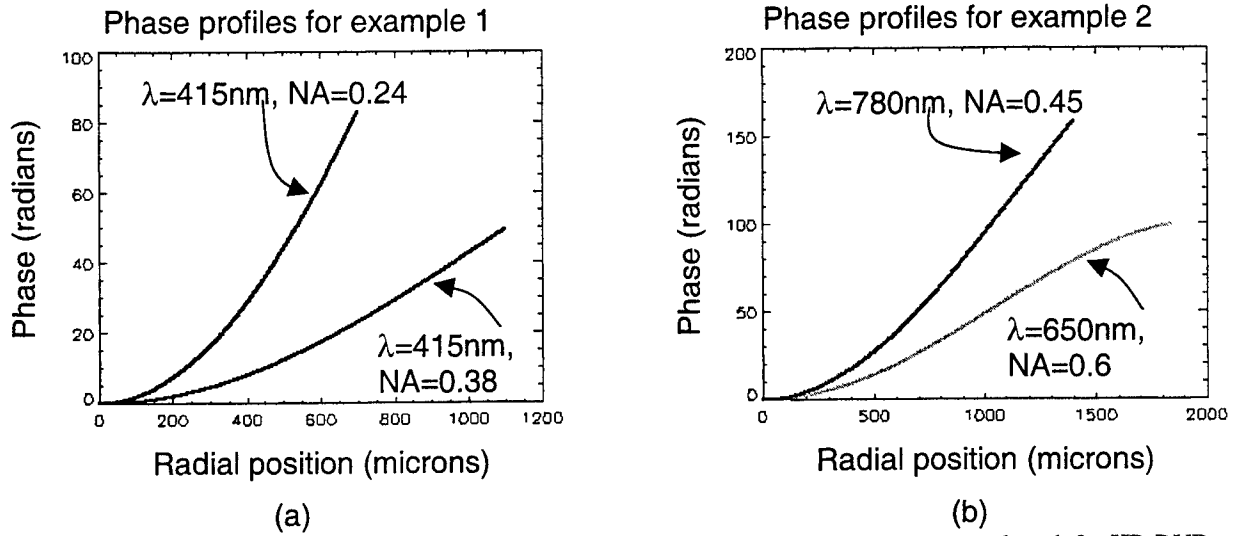 Phase profiles for example 1
100
80
60
40
20
0
0 200 400 600 800 1000 1200
Phase (radians)
Radial position (microns)
λ=415nm, NA=0.24
λ=415nm,
NA=0.38
(a)
Phase profiles for example 2
200
150
100
50
0
0 500 1000 1500 2000
Phase (radians)
Radial position (microns)
λ=780nm, NA=0.45
λ=650nm,
NA=0.6
(b)